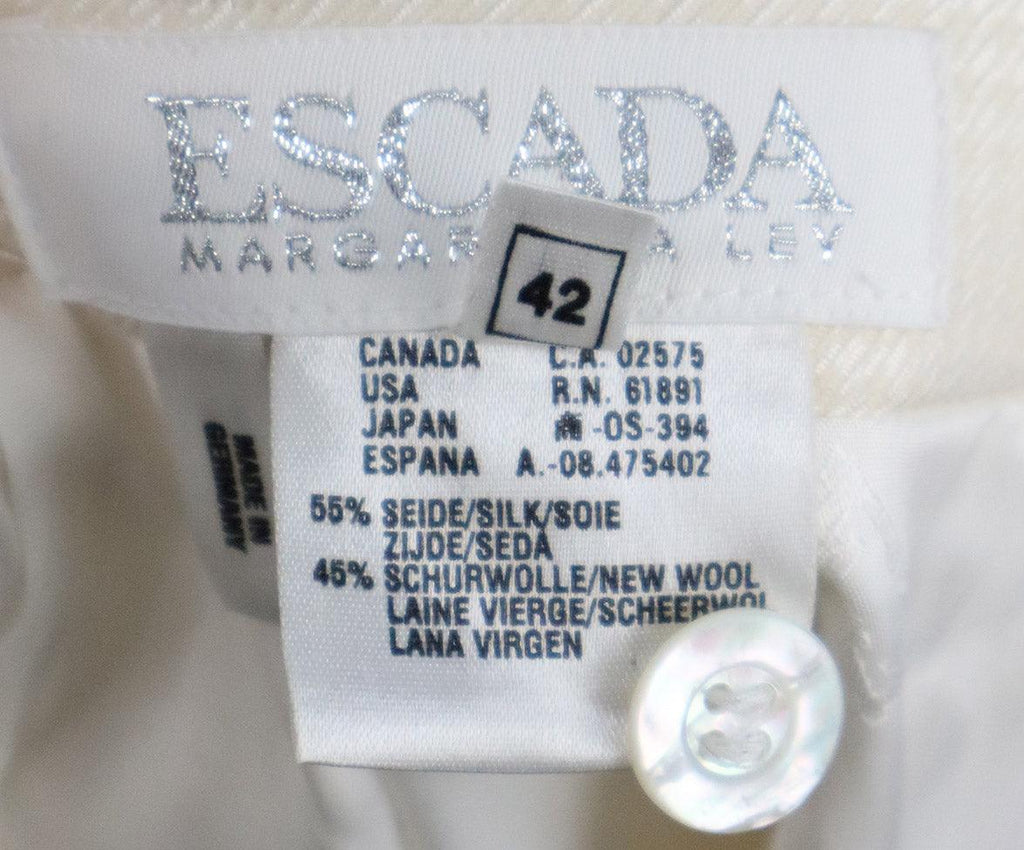 ESCADA
MARGAR A LEY
42
CANADA C.A. 02575
USA R.N. 61891
JAPAN -OS-394
ESPANA A.-08.475402
55% SEIDE/SILK/SOIE
ZIJDE/SEDA
45% SCHURWOLLE/NEW WOOL
LAINE VIERGE/SCHEERWOL
LANA VIRGEN
MADE IN
GERMANY